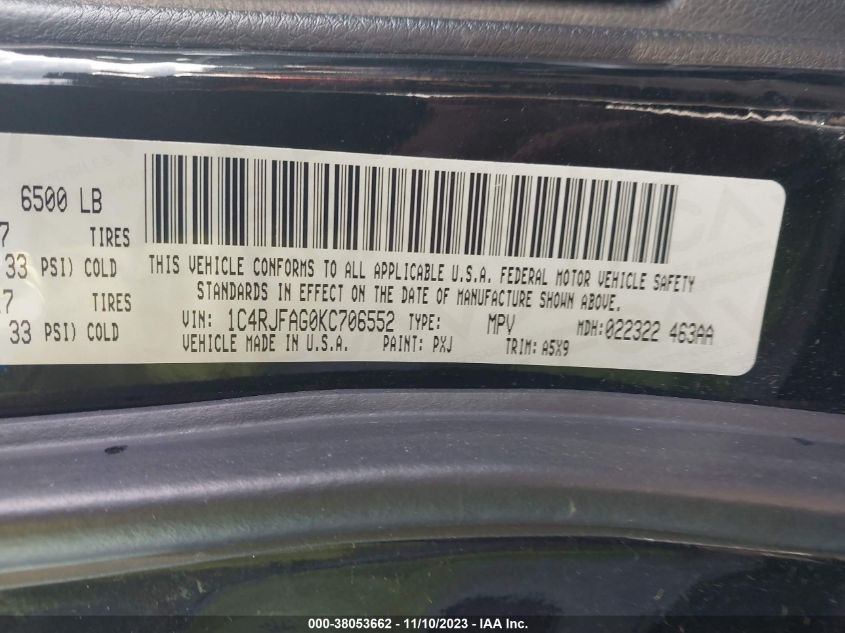 6500 LB
7 TIRES
33 PSI) COLD
7 TIRES
33 PSI) COLD
THIS VEHICLE CONFORMS TO ALL APPLICABLE U.S.A. FEDERAL MOTOR VEHICLE SAFETY
STANDARDS IN EFFECT ON THE DATE OF MANUFACTURE SHOWN ABOVE.
VIN: 1C4RJFAG0KC706552 TYPE: MPV MDH:022322 463AA
VEHICLE MADE IN U.S.A. PAINT: PXJ TRIM: A5X9
000-38053662 - 11/10/2023 - IAA Inc.